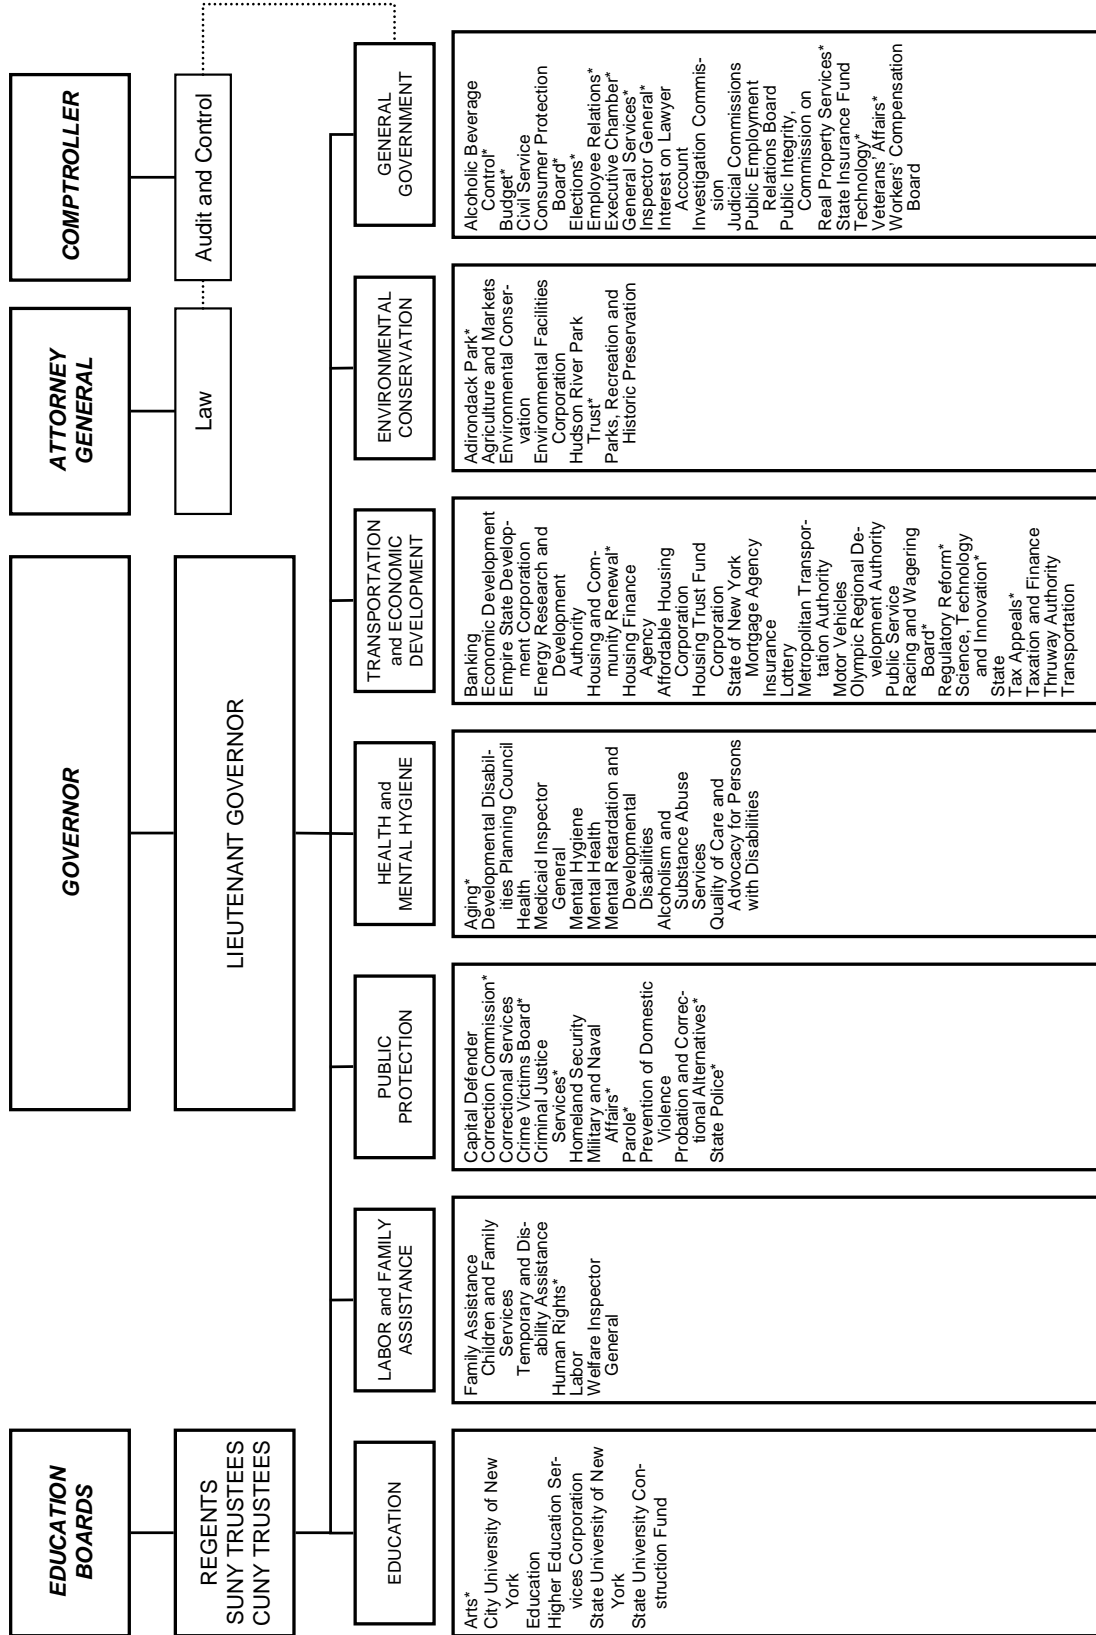 EDUCATION
BOARDS
GOVERNOR
ATTORNEY
GENERAL
COMPTROLLER
REGENTS
SUNY TRUSTEES
CUNY TRUSTEES
LIEUTENANT GOVERNOR
Law
Audit and Control
EDUCATION
LABOR and FAMILY
ASSISTANCE
PUBLIC
PROTECTION
HEALTH and
MENTAL HYGIENE
TRANSPORTATION
and ECONOMIC
DEVELOPMENT
ENVIRONMENTAL
CONSERVATION
GENERAL
GOVERNMENT
Arts*
City University of New
York
Education
Higher Education Ser-
vices Corporation
State University of New
York
State University Con-
struction Fund
Family Assistance
Children and Family
Services
Temporary and Dis-
ability Assistance
Human Rights*
Labor
Welfare Inspector
General
Capital Defender
Correction Commission*
Correctional Services
Crime Victims Board*
Criminal Justice
Services*
Homeland Security
Military and Naval
Affairs*
Parole*
Prevention of Domestic
Violence
Probation and Correc-
tional Alternatives*
State Police*
Aging*
Developmental Disabil-
ities Planning Council
Health
Medicaid Inspector
General
Mental Hygiene
Mental Health
Mental Retardation and
Developmental
Disabilities
Alcoholism and
Substance Abuse
Services
Quality of Care and
Advocacy for Persons
with Disabilities
Banking
Economic Development
Empire State Develop-
ment Corporation
Energy Research and
Development
Authority
Housing and Com-
munity Renewal*
Housing Finance
Agency
Affordable Housing
Corporation
Housing Trust Fund
Corporation
State of New York
Mortgage Agency
Insurance
Lottery
Metropolitan Transpor-
tation Authority
Motor Vehicles
Olympic Regional De-
velopment Authority
Public Service
Racing and Wagering
Board*
Regulatory Reform*
Science, Technology
and Innovation*
State
Tax Appeals*
Taxation and Finance
Thruway Authority
Transportation
Adirondack Park*
Agriculture and Markets
Environmental Conser-
vation
Environmental Facilities
Corporation
Hudson River Park
Trust*
Parks, Recreation and
Historic Preservation
Alcoholic Beverage
Control*
Budget*
Civil Service
Consumer Protection
Board*
Elections*
Employee Relations*
Executive Chamber*
General Services*
Inspector General*
Interest on Lawyer
Account
Investigation Commis-
sion
Judicial Commissions
Public Employment
Relations Board
Public Integrity,
Commission on
Real Property Services*
State Insurance Fund
Technology*
Veterans' Affairs*
Workers' Compensation
Board